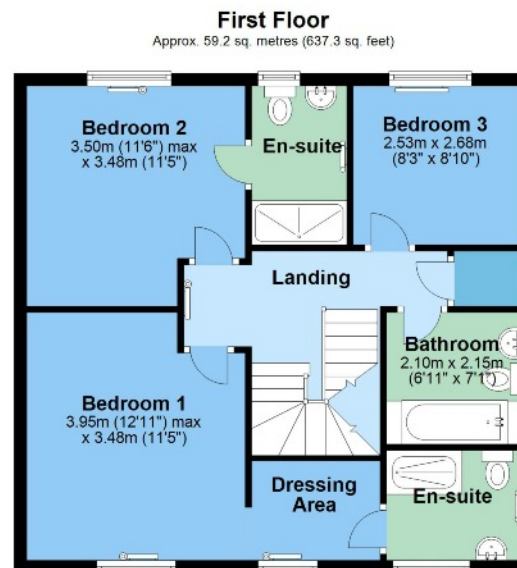 First Floor
Approx. 59.2 sq. metres (637.3 sq. feet)
Bedroom 2
3.50m (11'6") max
x 3.48m (11'5")
En-suite
Bedroom 3
2.53m x 2.68m
(8'3" x 8'10")
Landing
Bathroom
2.10m x 2.15m
(6'11" x 7'1")
Bedroom 1
3.95m (12'11") max
x 3.48m (11'5")
Dressing
Area
En-suite